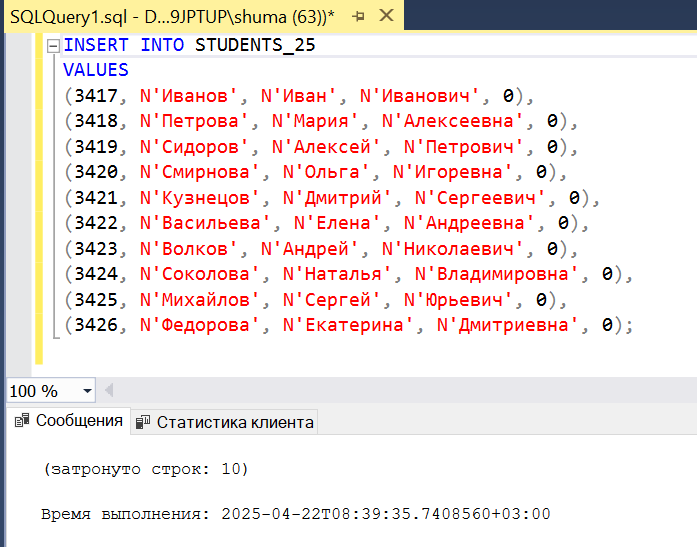 SQLQuery1.sql - D...9JPTUP\shuma (63))*
INSERT INTO STUDENTS_25
VALUES
(3417, N'Иванов', N'Иван', N'Иванович', 0),
(3418, N'Петрова', N'Мария', N'Алексеевна', 0),
(3419, N'Сидоров', N'Алексей', N'Петрович', 0),
(3420, N'Смирнова', N'Ольга', N'Игоревна', 0),
(3421, N'Кузнецов', N'Дмитрий', N'Сергеевич', 0),
(3422, N'Васильева', N'Елена', N'Андреевна', 0),
(3423, N'Волков', N'Андрей', N'Николаевич', 0),
(3424, N'Соколова', N'Наталья', N'Владимировна', 0),
(3425, N'Михайлов', N'Сергей', N'Юрьевич', 0),
(3426, N'Федорова', N'Екатерина', N'Дмитриевна', 0);
100 %
Сообщения Статистика клиента
(затронуто строк: 10)
Время выполнения: 2025-04-22T08:39:35.7408560+03:00